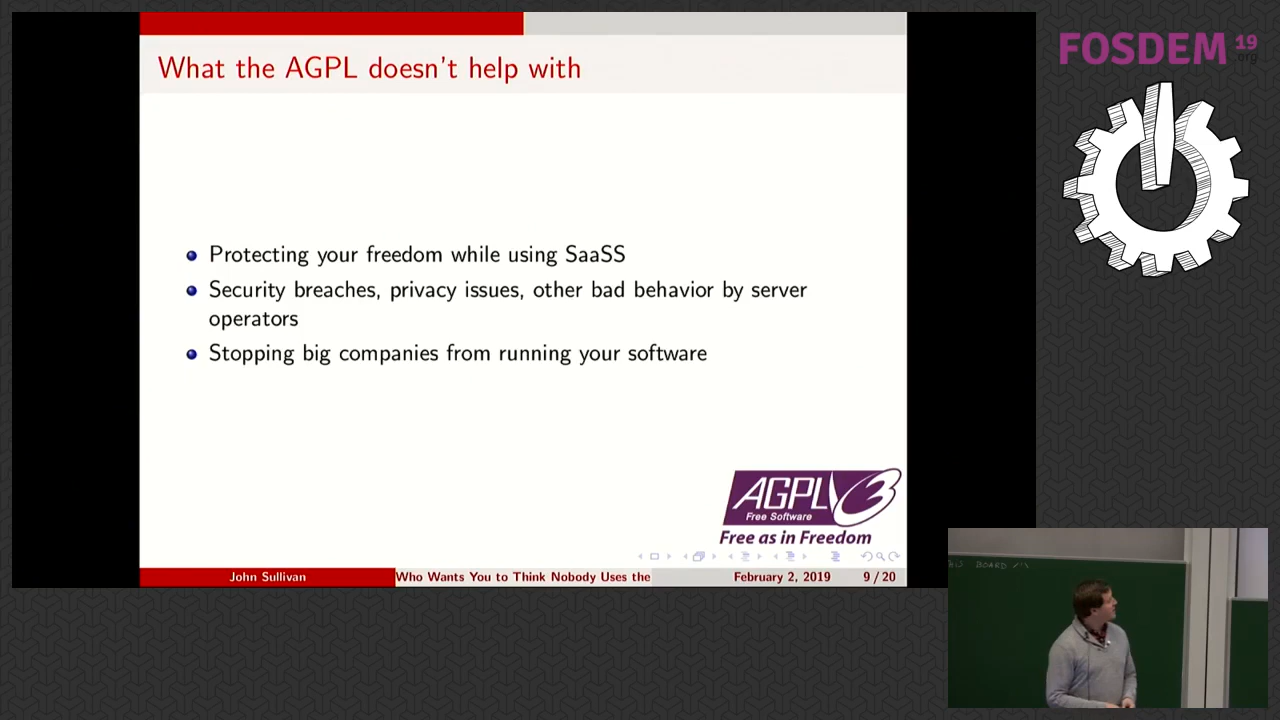 What the AGPL doesn't help with
FOSDEM 19
.org
Protecting your freedom while using SaaSS
Security breaches, privacy issues, other bad behavior by server
operators
Stopping big companies from running your software
AGPLv3
Free Software
Free as in Freedom
John Sullivan
Who Wants You to Think Nobody Uses the
February 2, 2019
9 / 20
BOARD